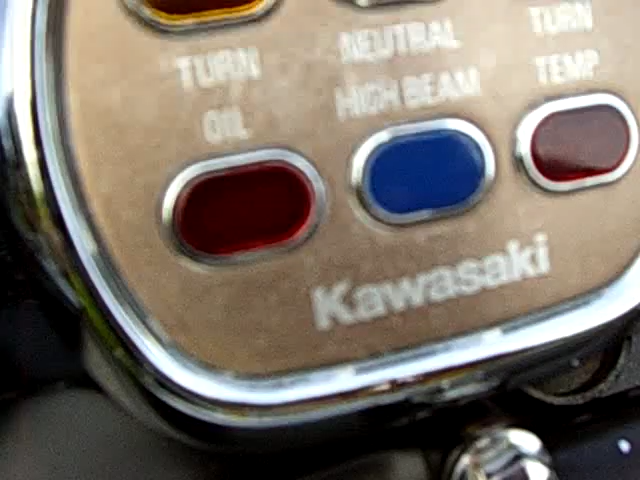 TURN
NEUTRAL
TURN
OIL
HIGH BEAM
TEMP
Kawasaki